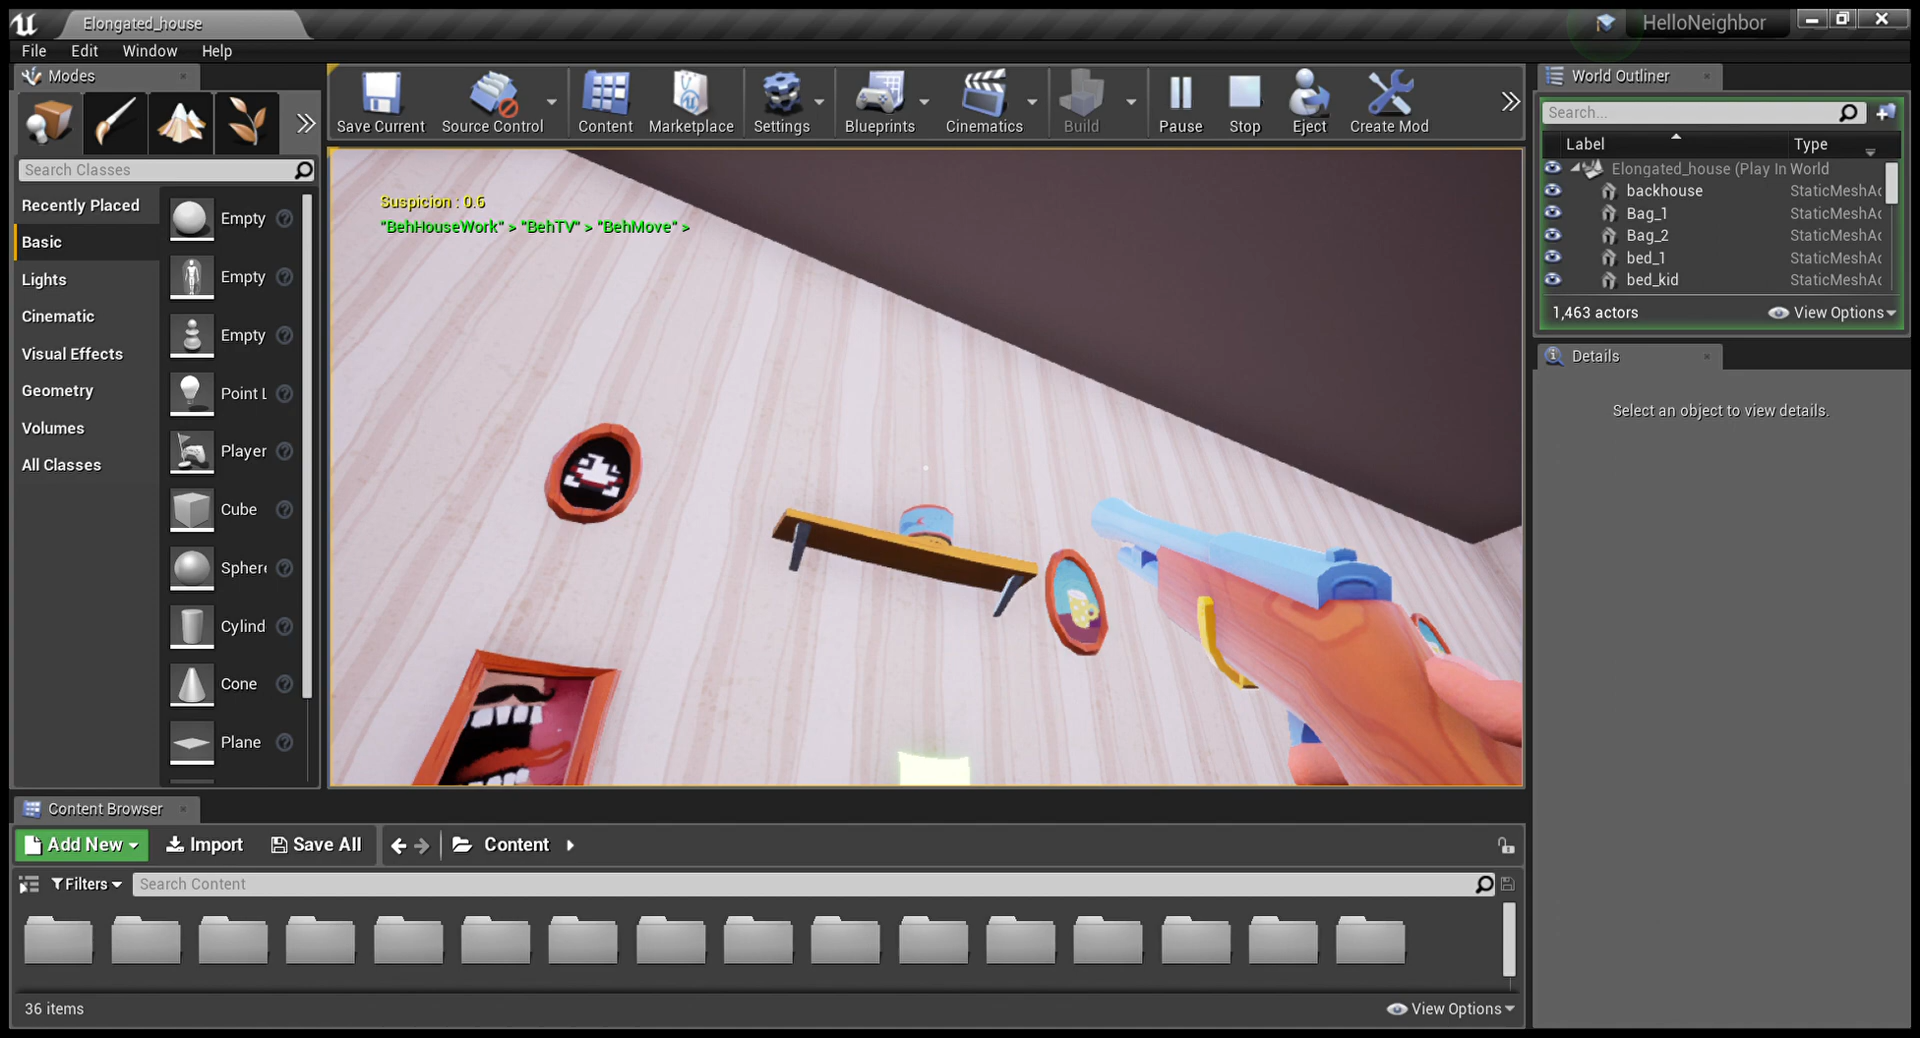 Elongated_house
HelloNeighbor
File Edit Window Help
Modes
Save Current
Source Control
Content
Marketplace
Settings
Blueprints
Cinematics
Build
Pause
Stop
Eject
Create Mod
Search Classes
Recently Placed
Basic
Lights
Cinematic
Visual Effects
Geometry
Volumes
All Classes
Empty
Empty
Empty
Point L
Player
Cube
Sphere
Cylind
Cone
Plane
Suspicion : 0.6
"BehHouseWork" > "BehTV" > "BehMove" >
World Outliner
Search...
Label Type
Elongated_house (Play In World
backhouse StaticMeshAc
Bag_1 StaticMeshAc
Bag_2 StaticMeshAc
bed_1 StaticMeshAc
bed_kid StaticMeshAc
1,463 actors View Options
Details
Select an object to view details.
Content Browser
Add New Import Save All Content
Filters Search Content
36 items View Options